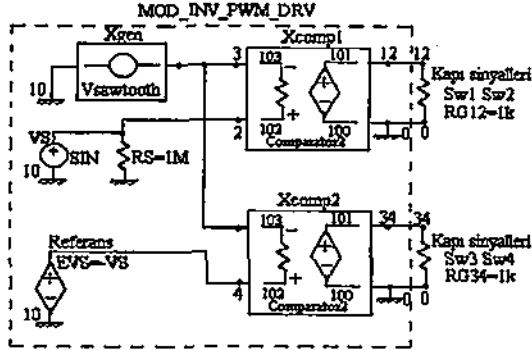 MOD_INV_PWM_DRV
Xgen
Vsawtooth
10
Xcomp1
3
103
101
12
12
2
102
100
0
0
Comparator2
Kapı sinyalleri
Sw1 Sw2
RG12=1k
VS
SIN
10
RS=1M
Xcomp2
103
101
34
34
4
102
100
0
0
Comparator2
Kapı sinyalleri
Sw3 Sw4
RG34=1k
Referans
EVS=-VS
10